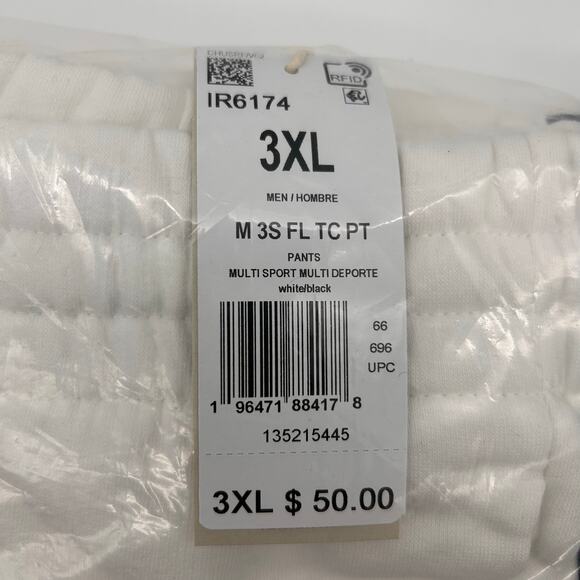 RFID
IR6174
3XL
MEN / HOMBRE
M 3S FL TC PT
PANTS
MULTI SPORT MULTI DEPORTE
white/black
66
696
UPC
1 96471 88417 8
135215445
3XL $ 50.00